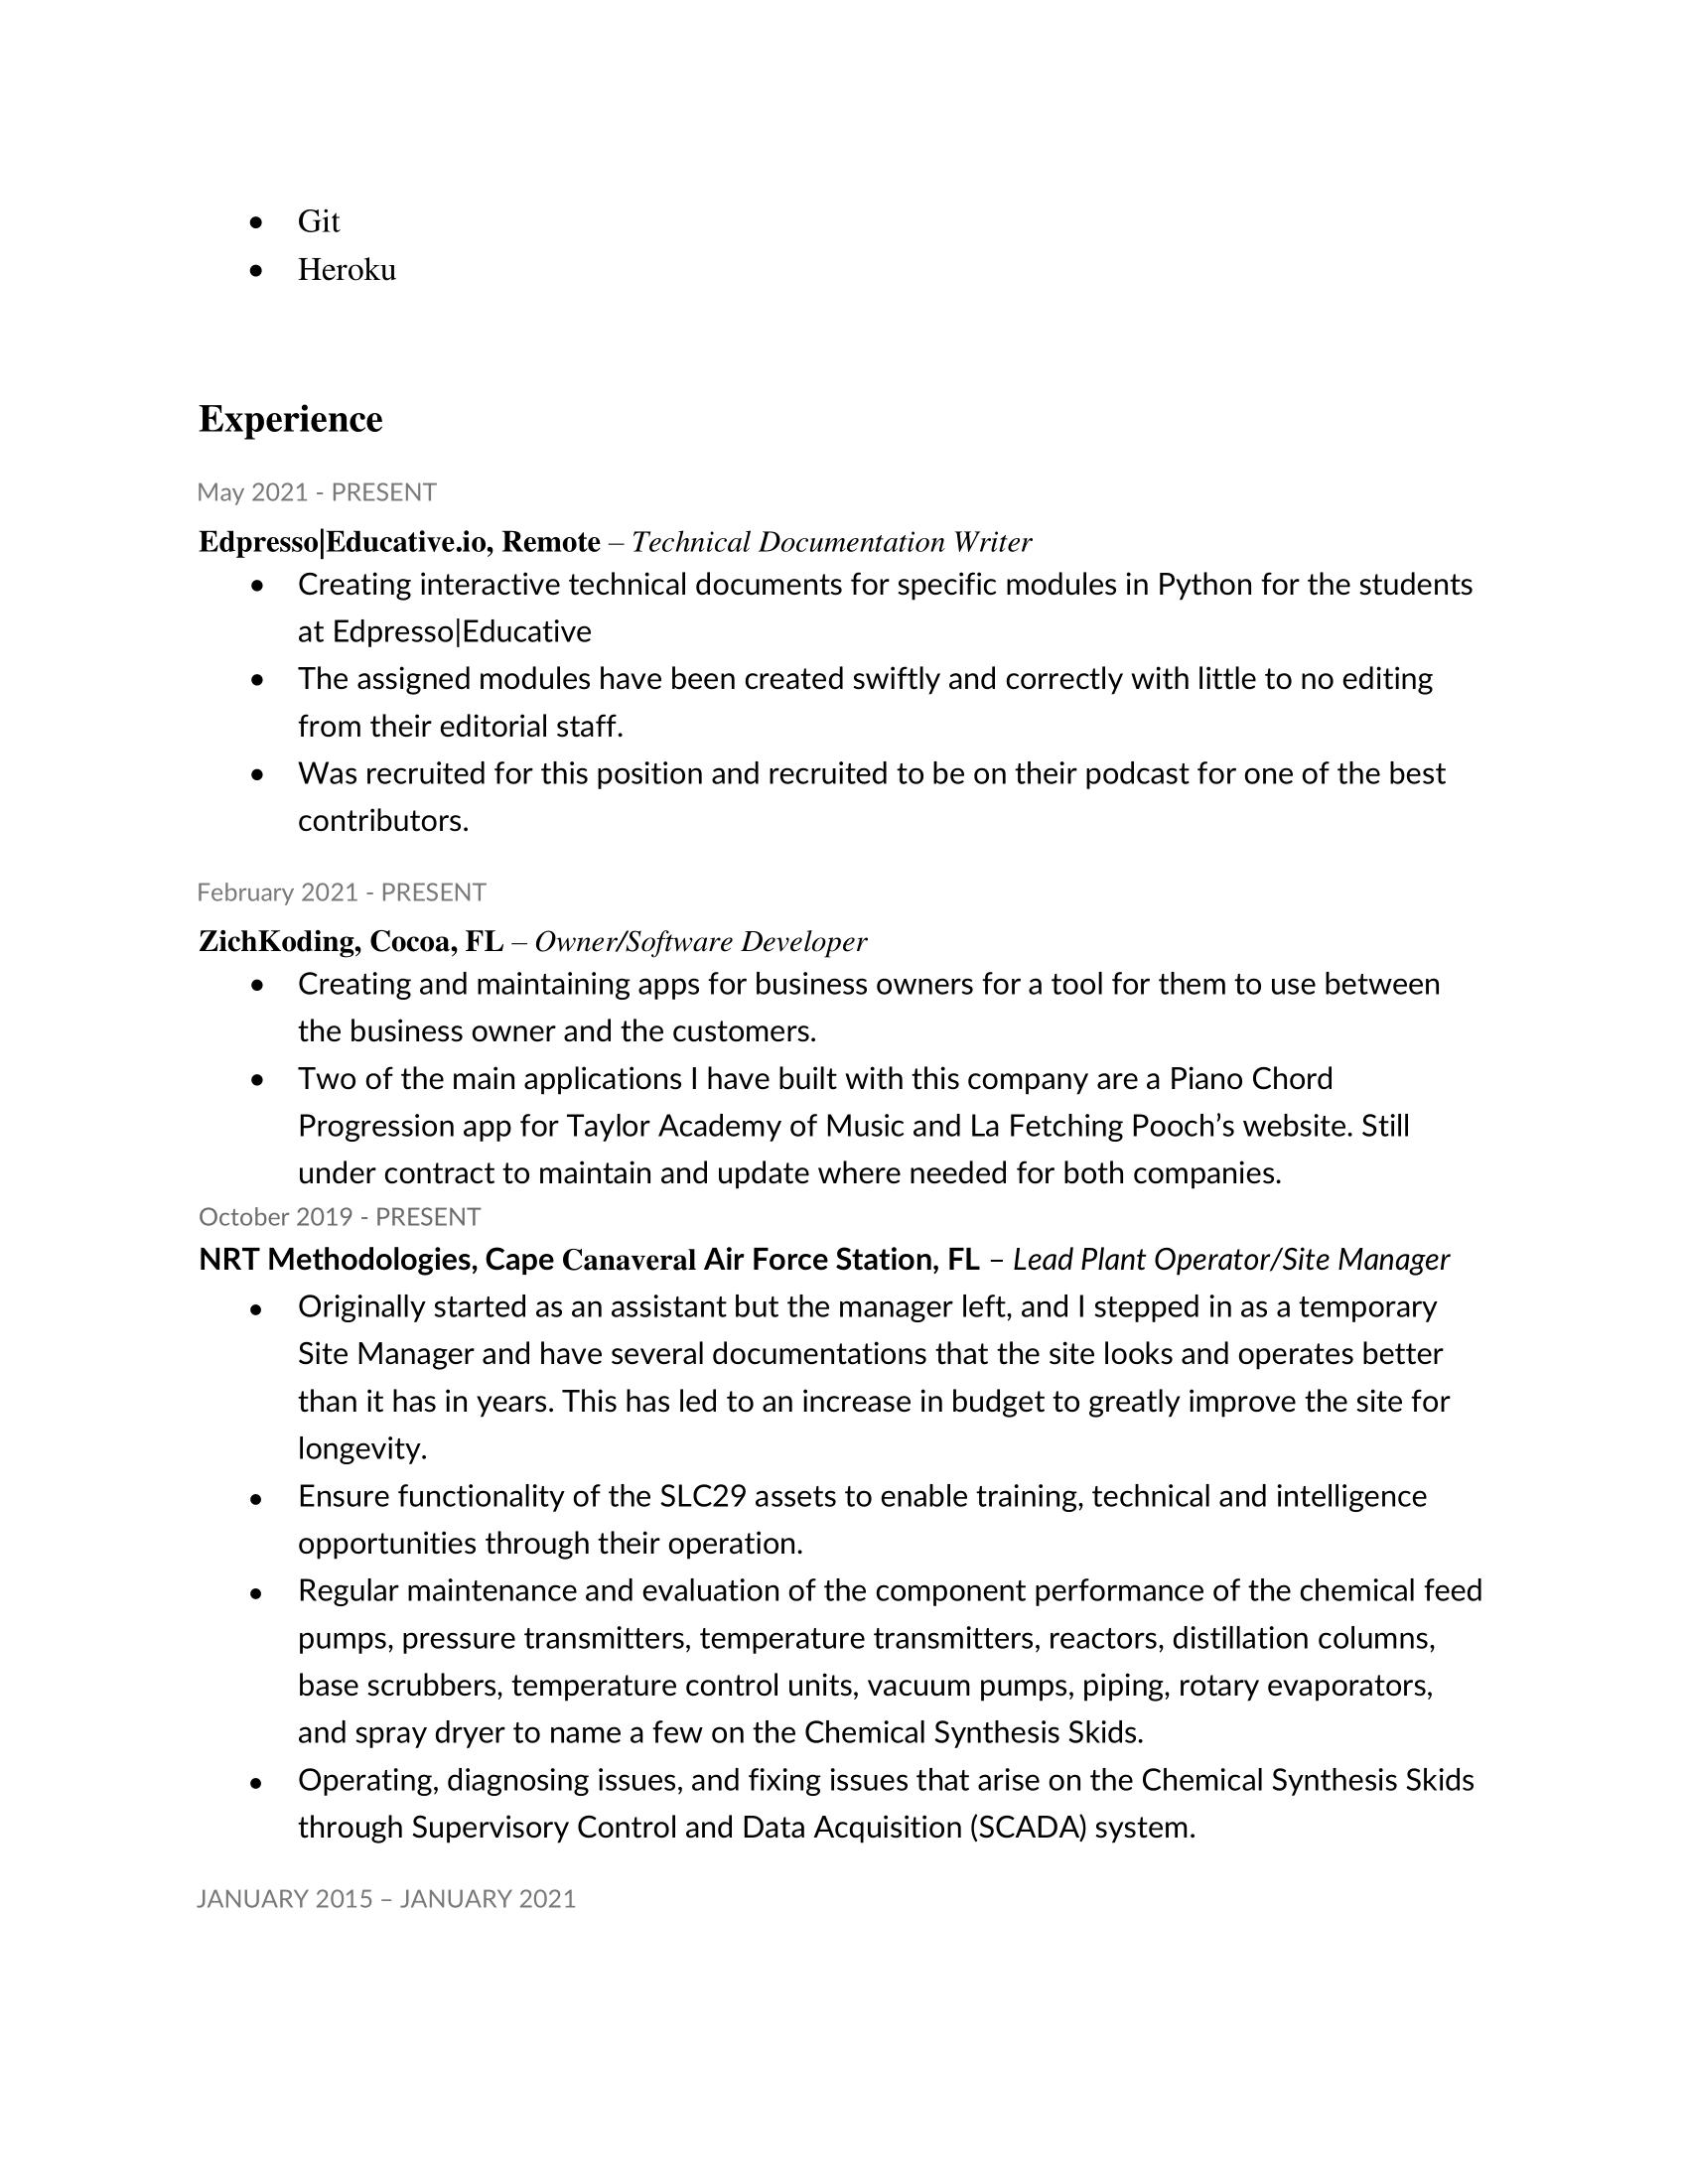 • Git
• Heroku
Experience
May 2021 - PRESENT
Edpresso|Educative.io, Remote – Technical Documentation Writer
• Creating interactive technical documents for specific modules in Python for the students
at Edpresso|Educative
• The assigned modules have been created swiftly and correctly with little to no editing
from their editorial staff.
• Was recruited for this position and recruited to be on their podcast for one of the best
contributors.
February 2021 - PRESENT
ZichKoding, Cocoa, FL – Owner/Software Developer
• Creating and maintaining apps for business owners for a tool for them to use between
the business owner and the customers.
• Two of the main applications I have built with this company are a Piano Chord
Progression app for Taylor Academy of Music and La Fetching Pooch’s website. Still
under contract to maintain and update where needed for both companies.
October 2019 - PRESENT
NRT Methodologies, Cape Canaveral Air Force Station, FL – Lead Plant Operator/Site Manager
• Originally started as an assistant but the manager left, and I stepped in as a temporary
Site Manager and have several documentations that the site looks and operates better
than it has in years. This has led to an increase in budget to greatly improve the site for
longevity.
• Ensure functionality of the SLC29 assets to enable training, technical and intelligence
opportunities through their operation.
• Regular maintenance and evaluation of the component performance of the chemical feed
pumps, pressure transmitters, temperature transmitters, reactors, distillation columns,
base scrubbers, temperature control units, vacuum pumps, piping, rotary evaporators,
and spray dryer to name a few on the Chemical Synthesis Skids.
• Operating, diagnosing issues, and fixing issues that arise on the Chemical Synthesis Skids
through Supervisory Control and Data Acquisition (SCADA) system.
JANUARY 2015 – JANUARY 2021